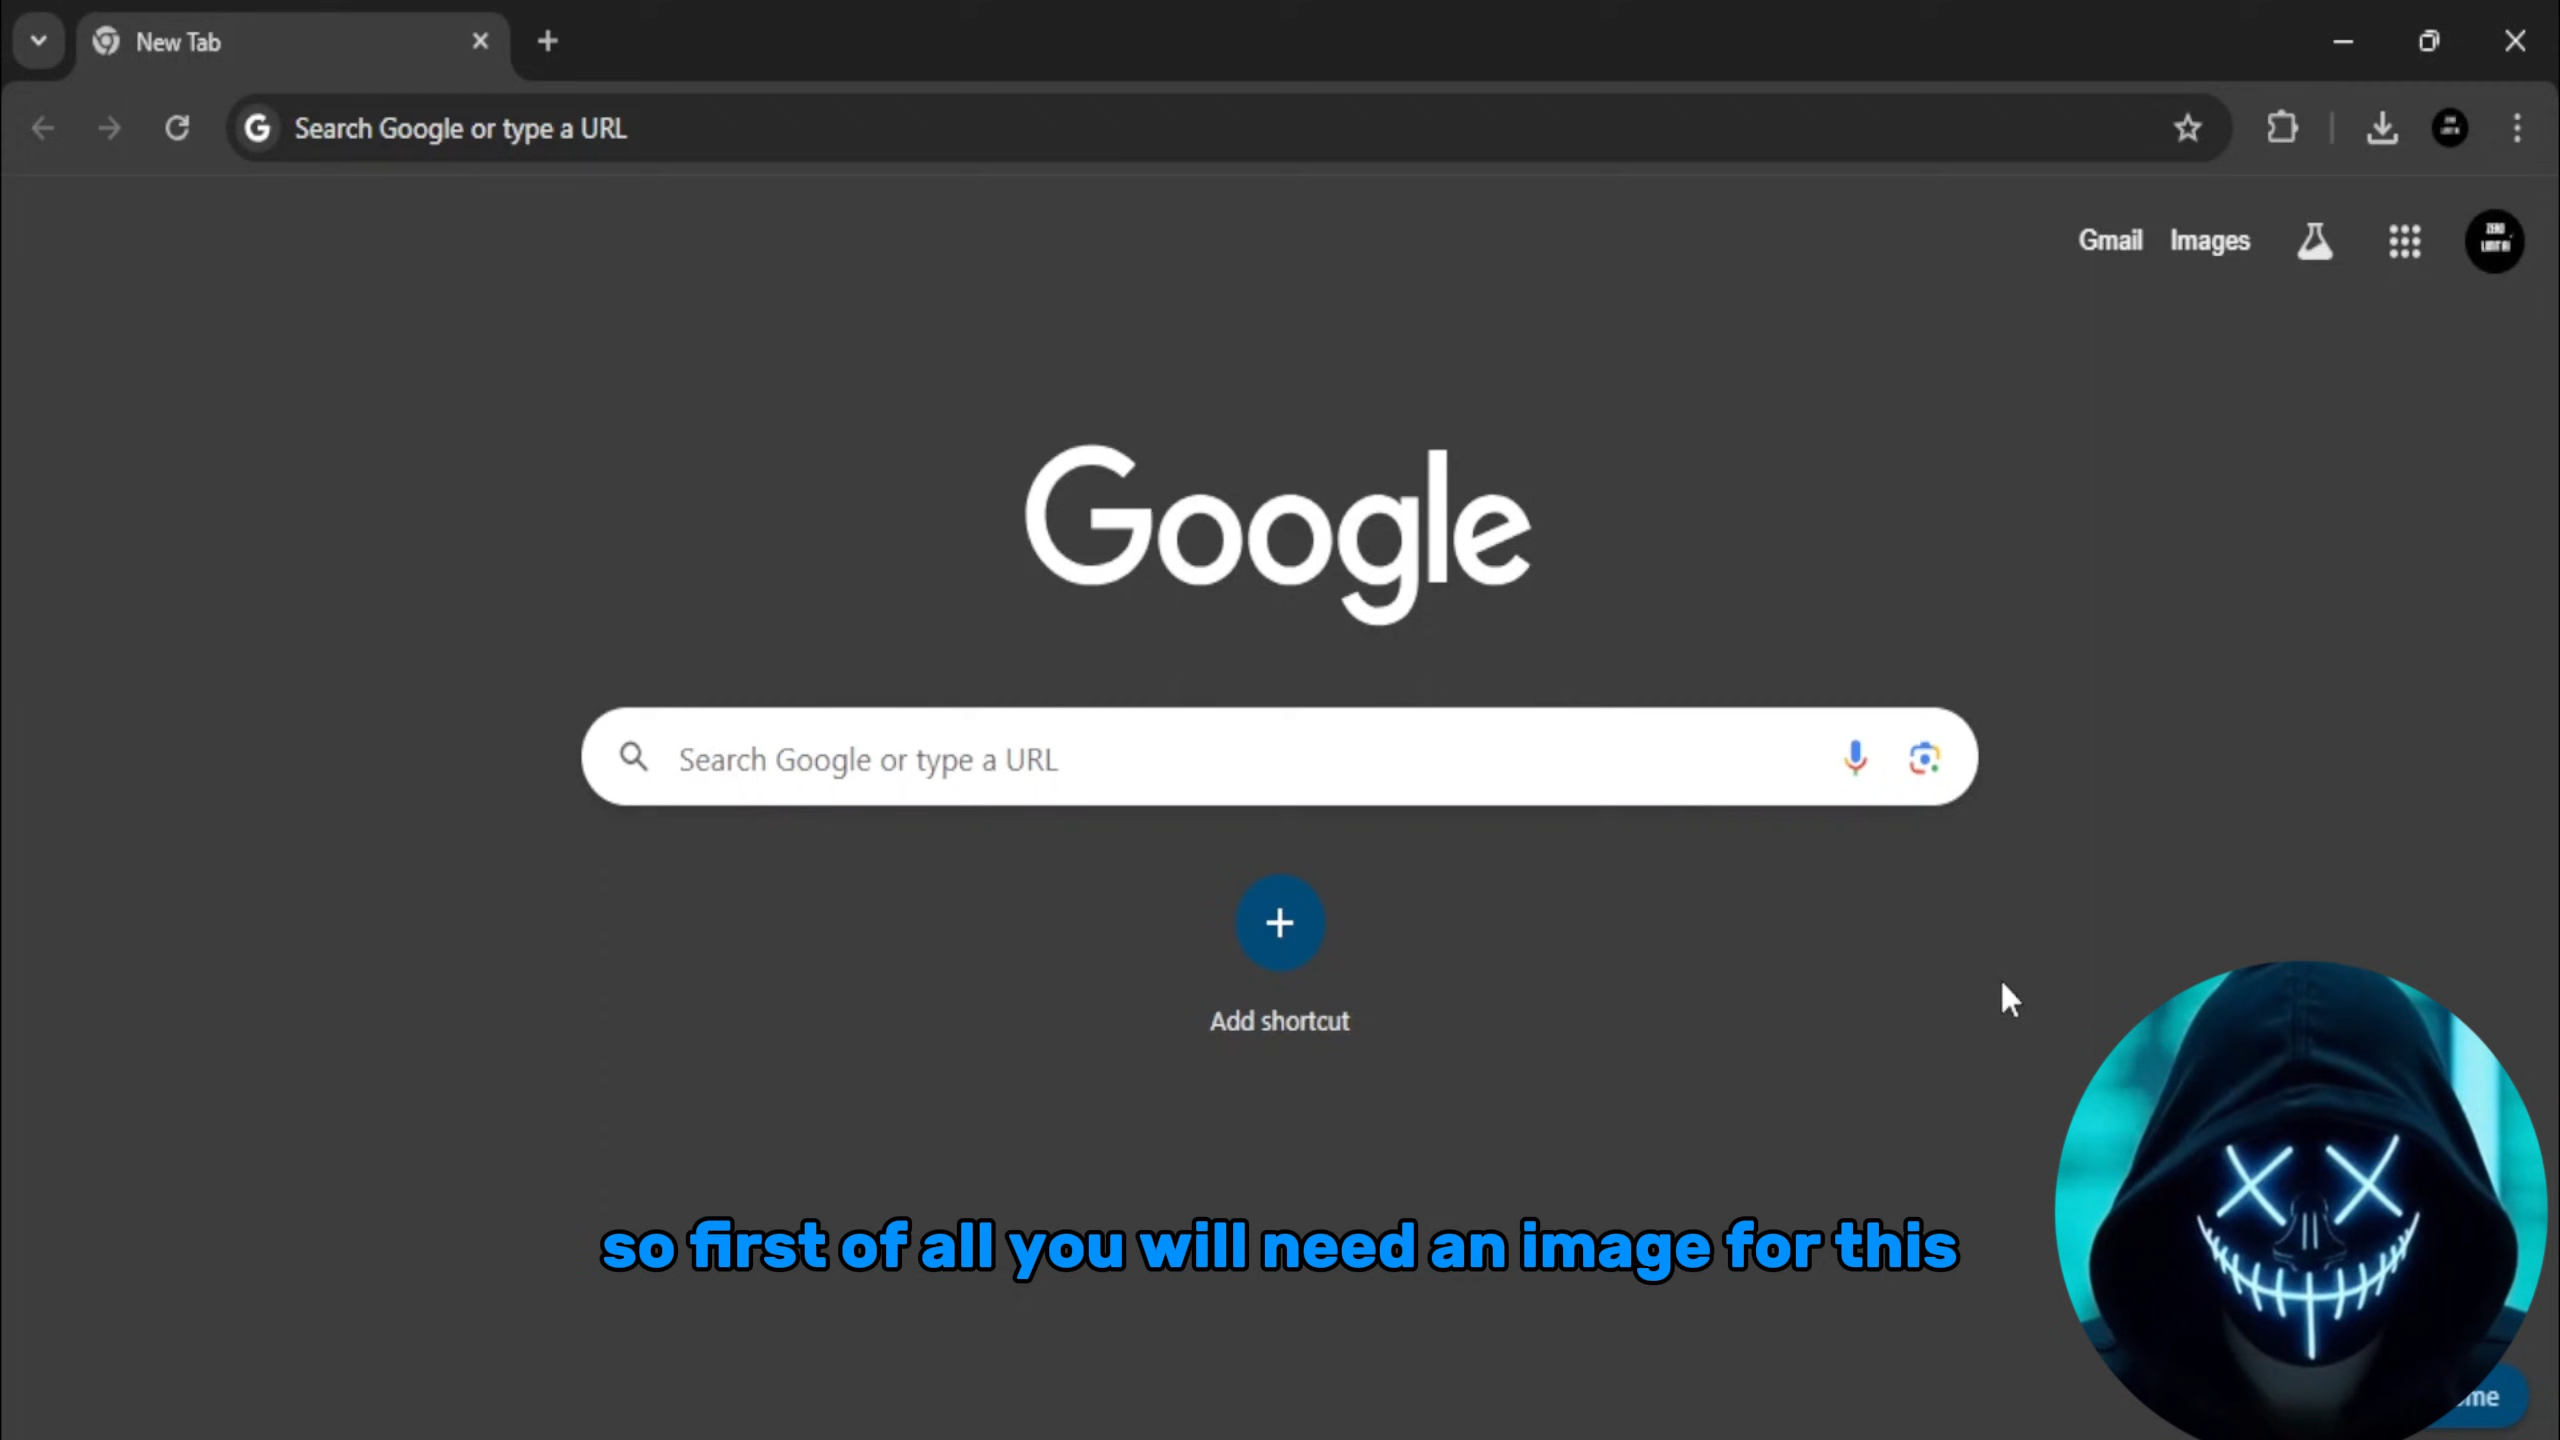 New Tab
Search Google or type a URL
Gmail Images
ZERO
Google
Search Google or type a URL
Add shortcut
so first of all you will need an image for this